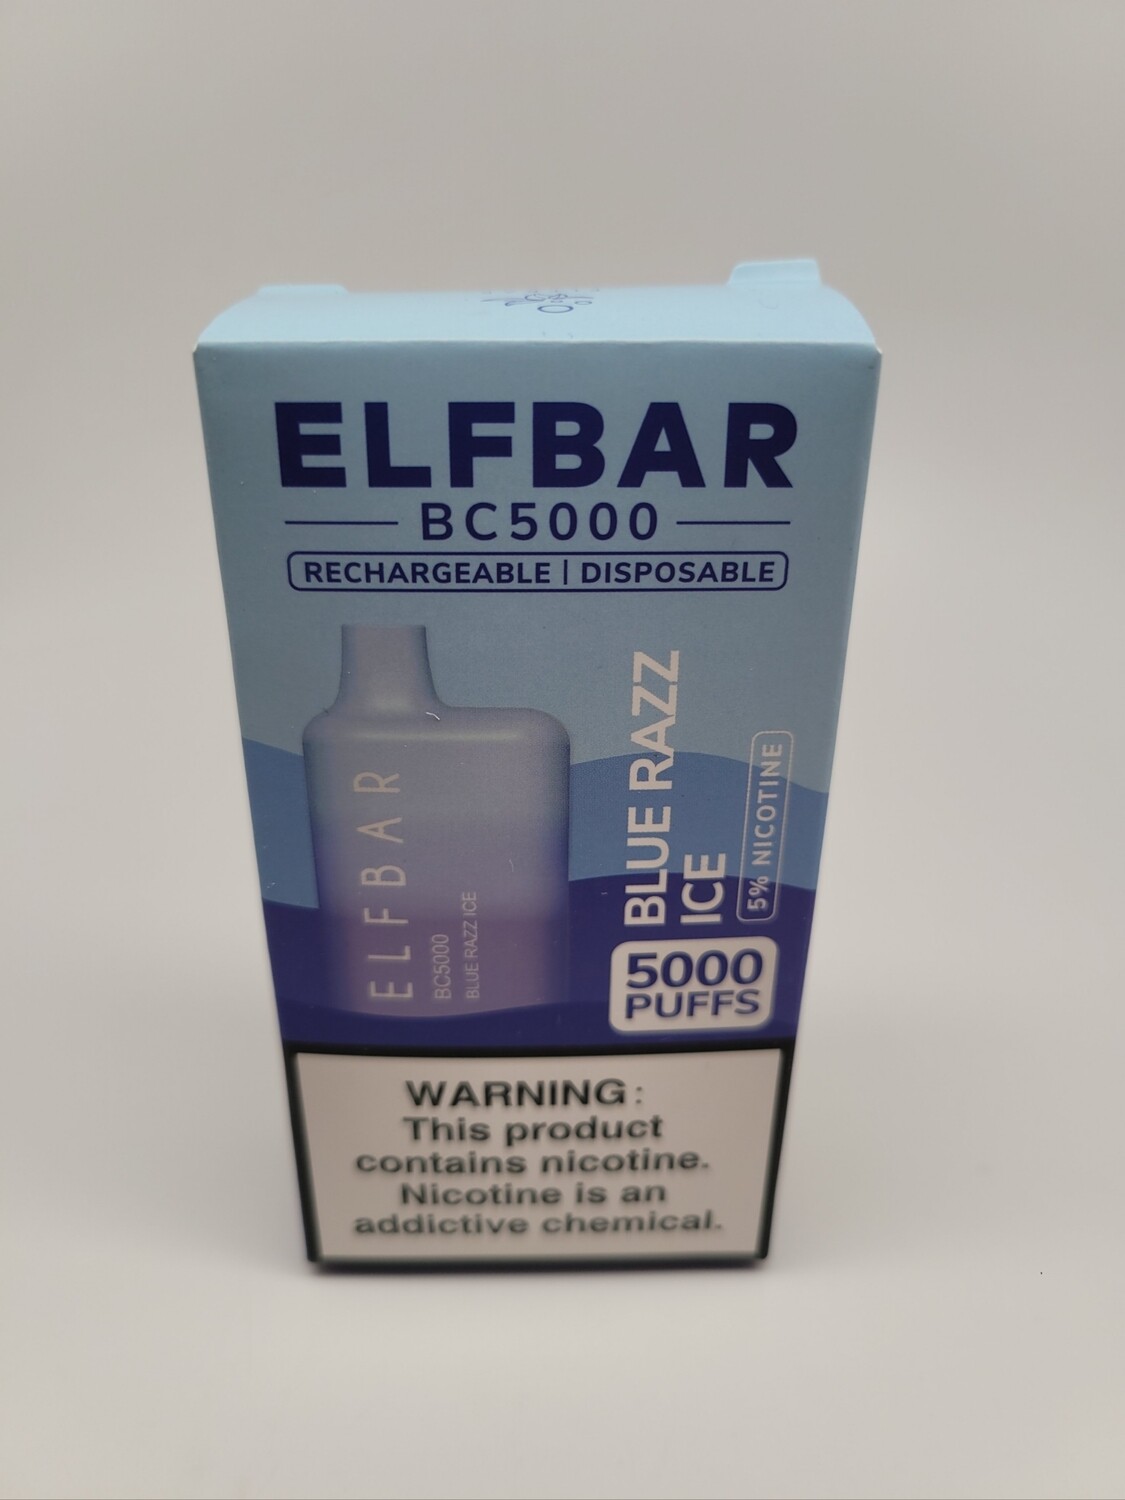 ELFBAR
BC5000
RECHARGEABLE | DISPOSABLE
ELFBAR
BC5000
BLUE RAZZ ICE
BLUE RAZZ
ICE
5% NICOTINE
5000
PUFFS
WARNING:
This product
contains nicotine.
Nicotine is an
addictive chemical.